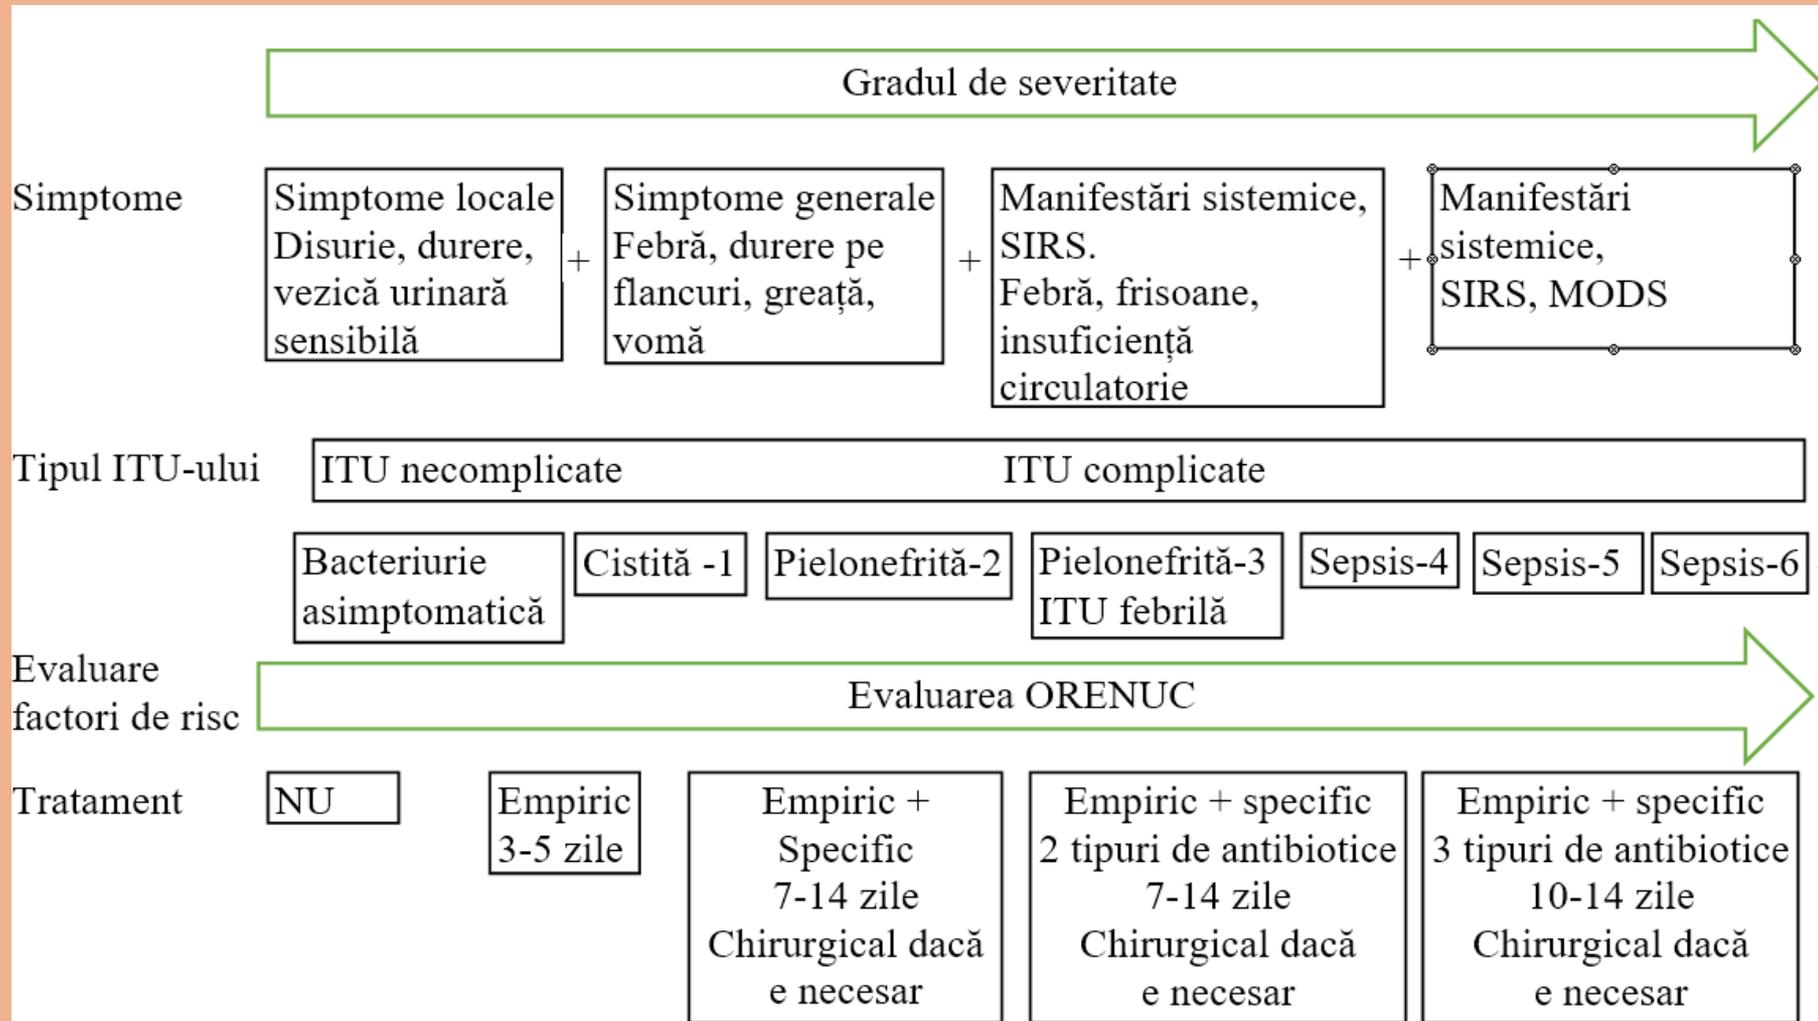 Gradul de severitate
Simptome
Simptome locale
Disurie, durere,
vezică urinară
sensibilă
+
Simptome generale
Febră, durere pe
flancuri, greață,
vomă
+
Manifestări sistemice,
SIRS.
Febră, frisoane,
insuficiență
circulatorie
+
Manifestări
sistemice,
SIRS, MODS
Tipul ITU-ului
ITU necomplicate
ITU complicate
Bacteriurie
asimptomatică
Cistită -1
Pielonefrită-2
Pielonefrită-3
ITU febrilă
Sepsis-4
Sepsis-5
Sepsis-6
Evaluare
factori de risc
Evaluarea ORENUC
Tratament
NU
Empiric
3-5 zile
Empiric +
Specific
7-14 zile
Chirurgical dacă
e necesar
Empiric + specific
2 tipuri de antibiotice
7-14 zile
Chirurgical dacă
e necesar
Empiric + specific
3 tipuri de antibiotice
10-14 zile
Chirurgical dacă
e necesar